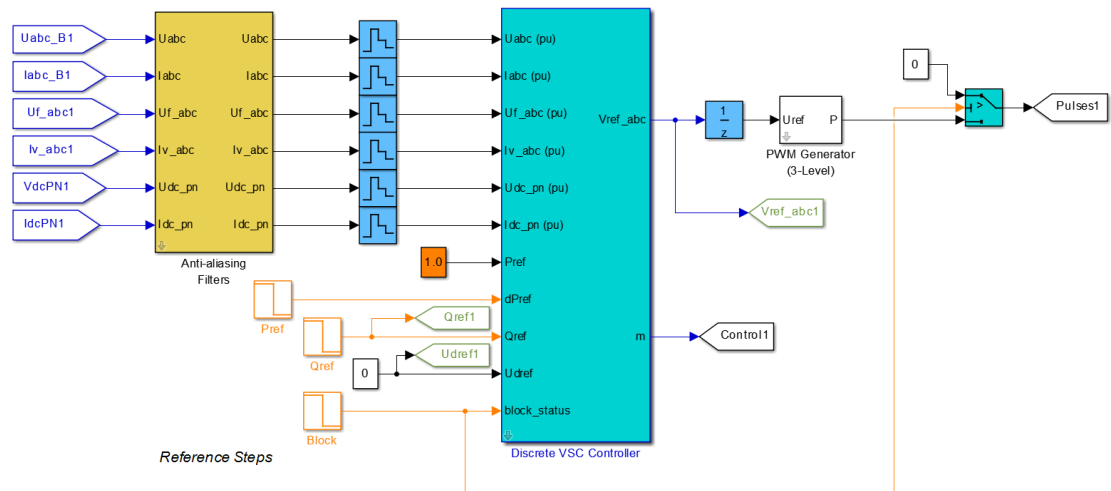 Uabc_B1
Iabc_B1
Uf_abc1
Iv_abc1
VdcPN1
IdcPN1
Uabc
Iabc
Uf_abc
Iv_abc
Udc_pn
Idc_pn
Uabc
Iabc
Uf_abc
Iv_abc
Udc_pn
Idc_pn
Anti-aliasing
Filters
Uabc (pu)
Iabc (pu)
Uf_abc (pu)
Iv_abc (pu)
Udc_pn (pu)
Idc_pn (pu)
Pref
dPref
Qref
Udref
block_status
Vref_abc
m
Discrete VSC Controller
1.0
Pref
Qref
Qref1
Udref1
0
Block
Reference Steps
1
z
Uref
P
PWM Generator
(3-Level)
Vref_abc1
Control1
0
>
Pulses1